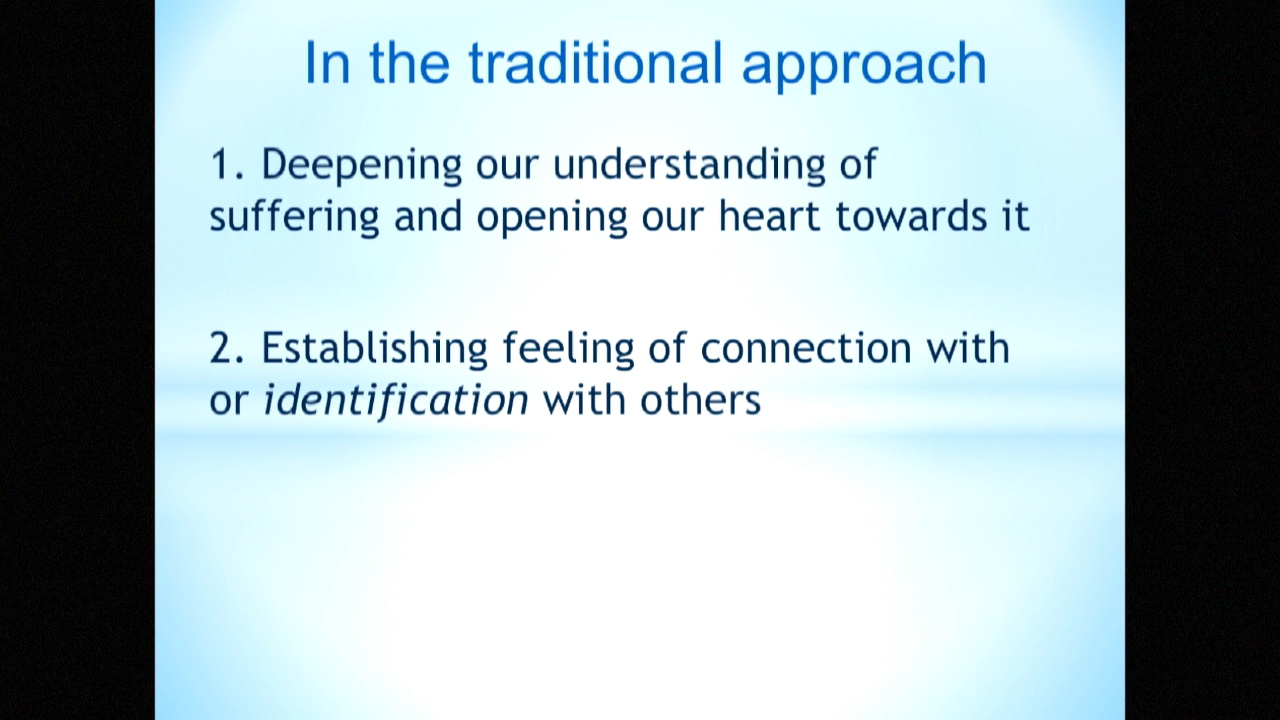 In the traditional approach
1. Deepening our understanding of
suffering and opening our heart towards it
2. Establishing feeling of connection with
or identification with others